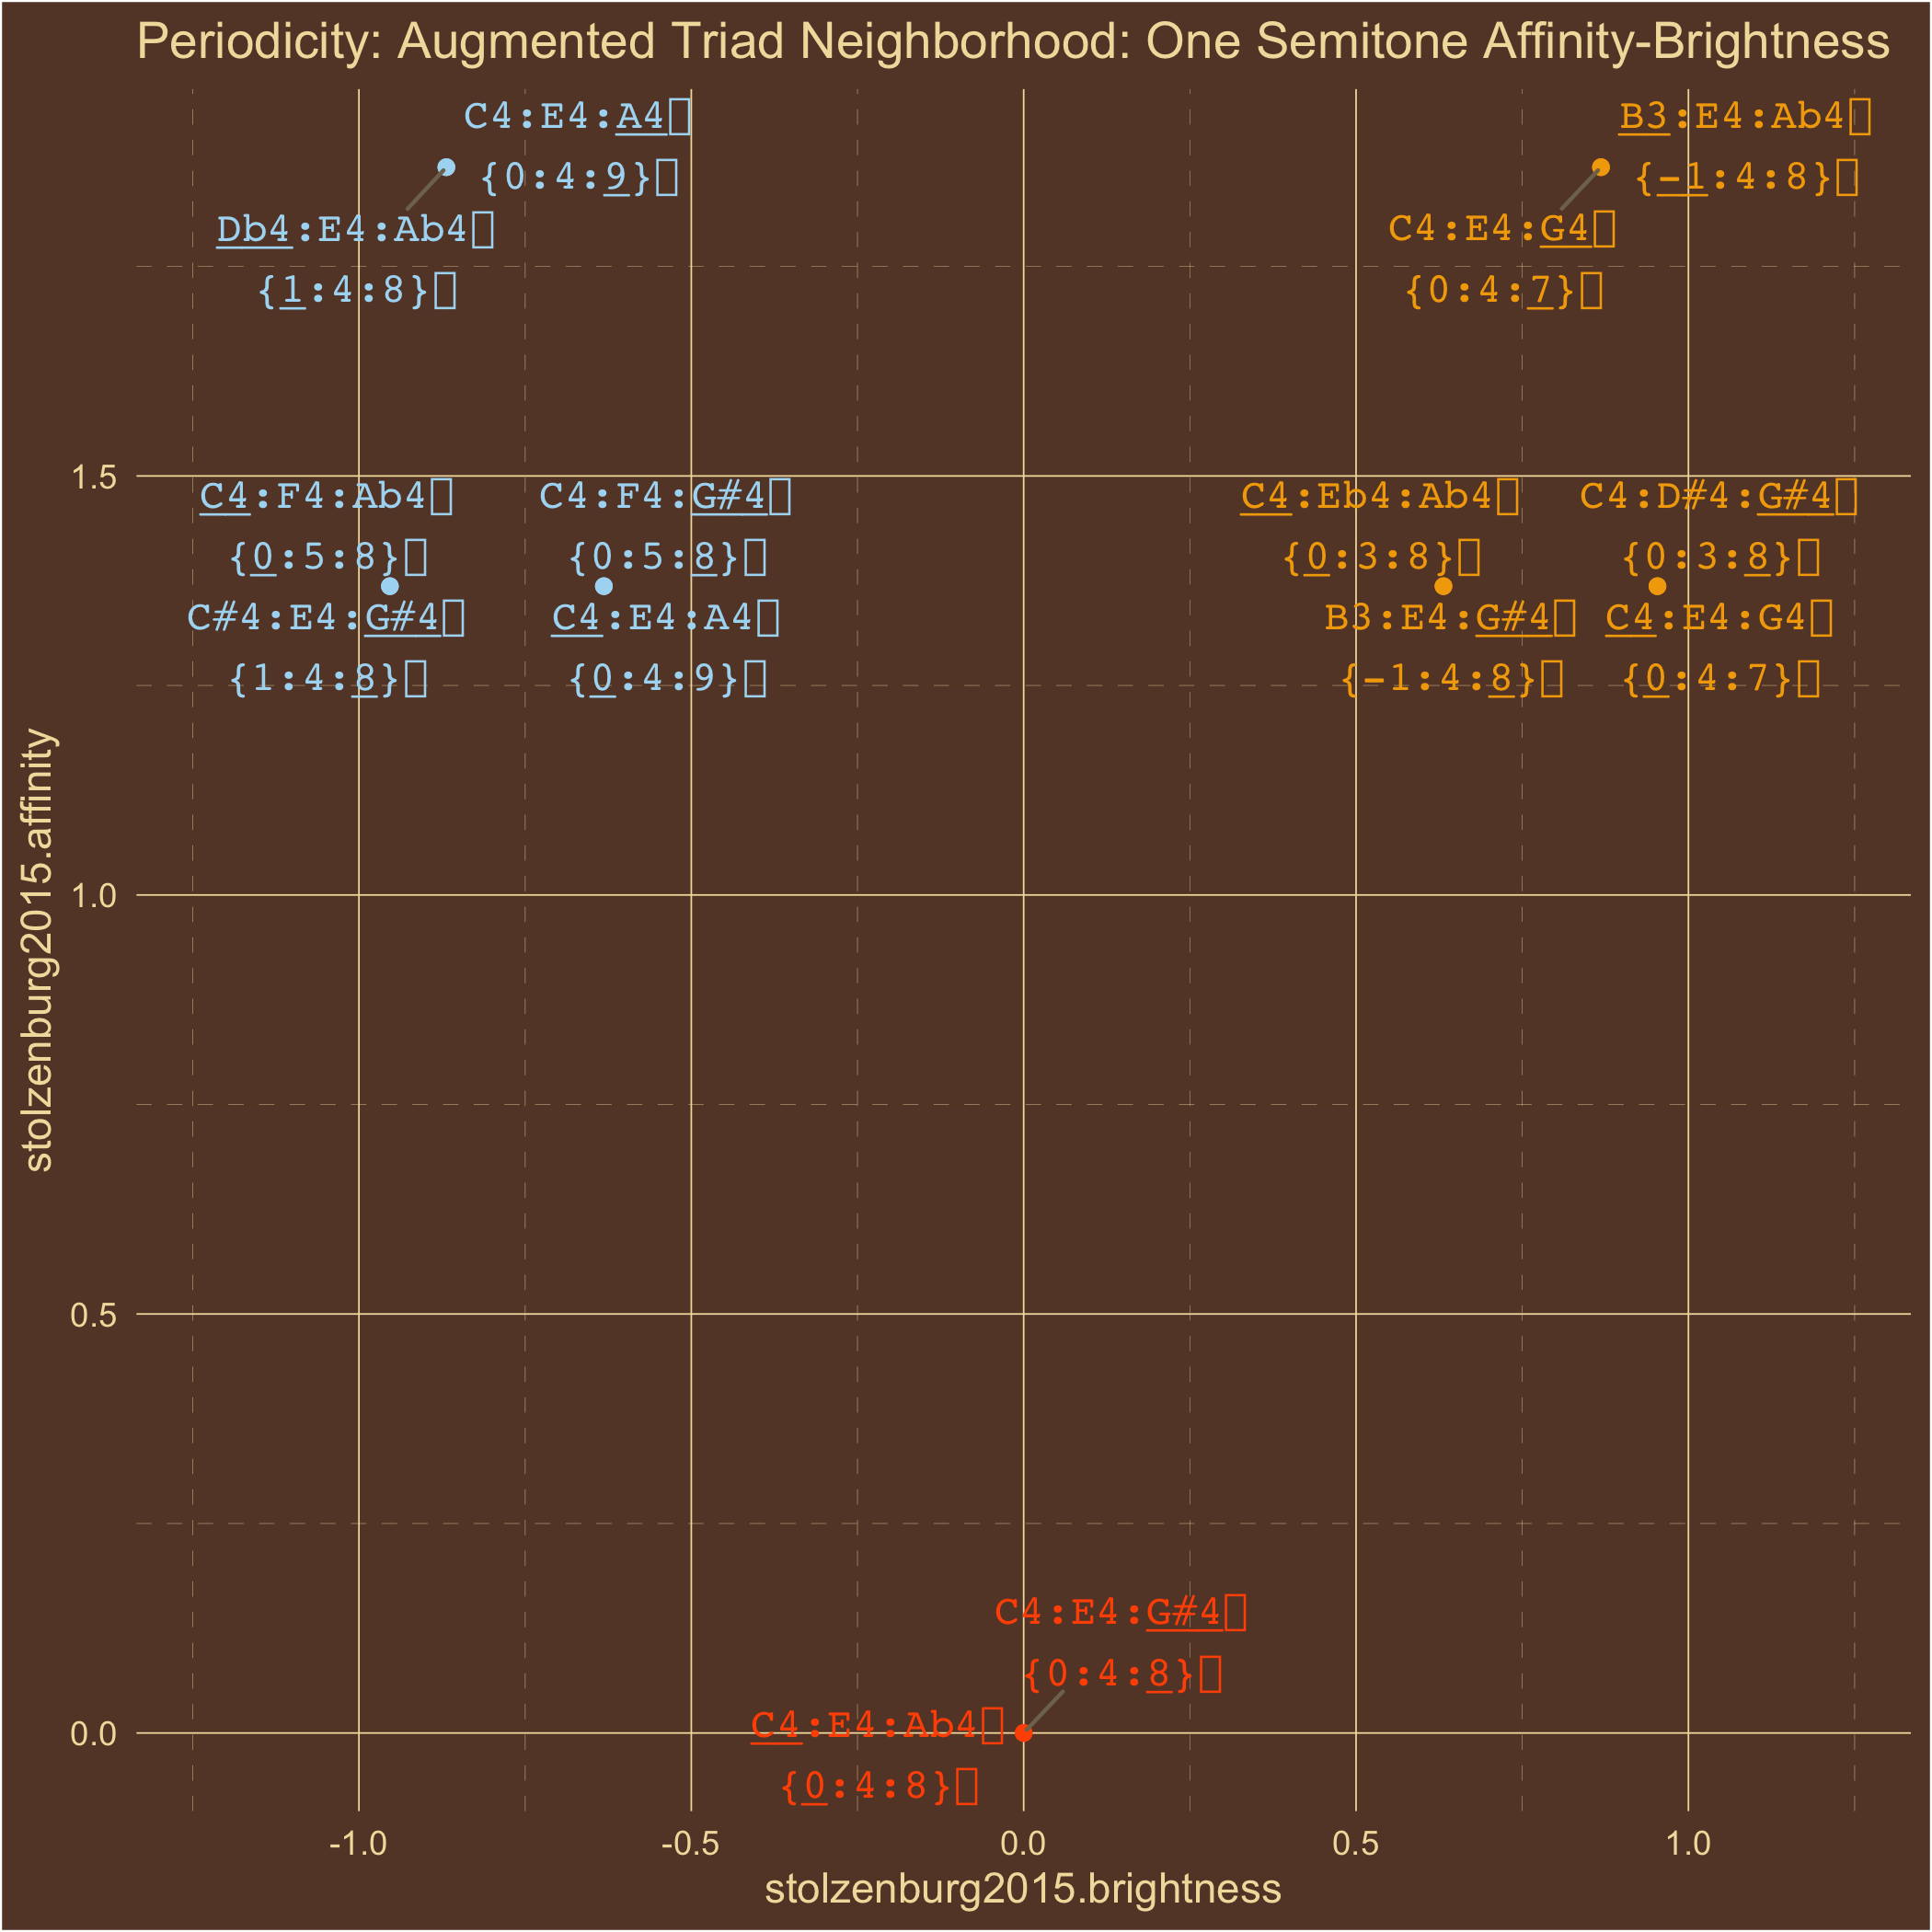 Periodicity: Augmented Triad Neighborhood: One Semitone Affinity-Brightness
C4:E4:A4
{0:4:9}
Db4:E4:Ab4
{1:4:8}
B3:E4:Ab4
{-1:4:8}
C4:E4:G4
{0:4:7}
1.5
C4:F4:Ab4
{0:5:8}
C#4:E4:G#4
{1:4:8}
C4:F4:G#4
{0:5:8}
C4:E4:A4
{0:4:9}
C4:Eb4:Ab4
{0:3:8}
B3:E4:G#4
{-1:4:8}
C4:D#4:G#4
{0:3:8}
C4:E4:G4
{0:4:7}
stolzenburg2015.affinity
1.0
0.5
C4:E4:G#4
{0:4:8}
0.0
C4:E4:Ab4
{0:4:8}
-1.0 -0.5 0.0 0.5 1.0
stolzenburg2015.brightness